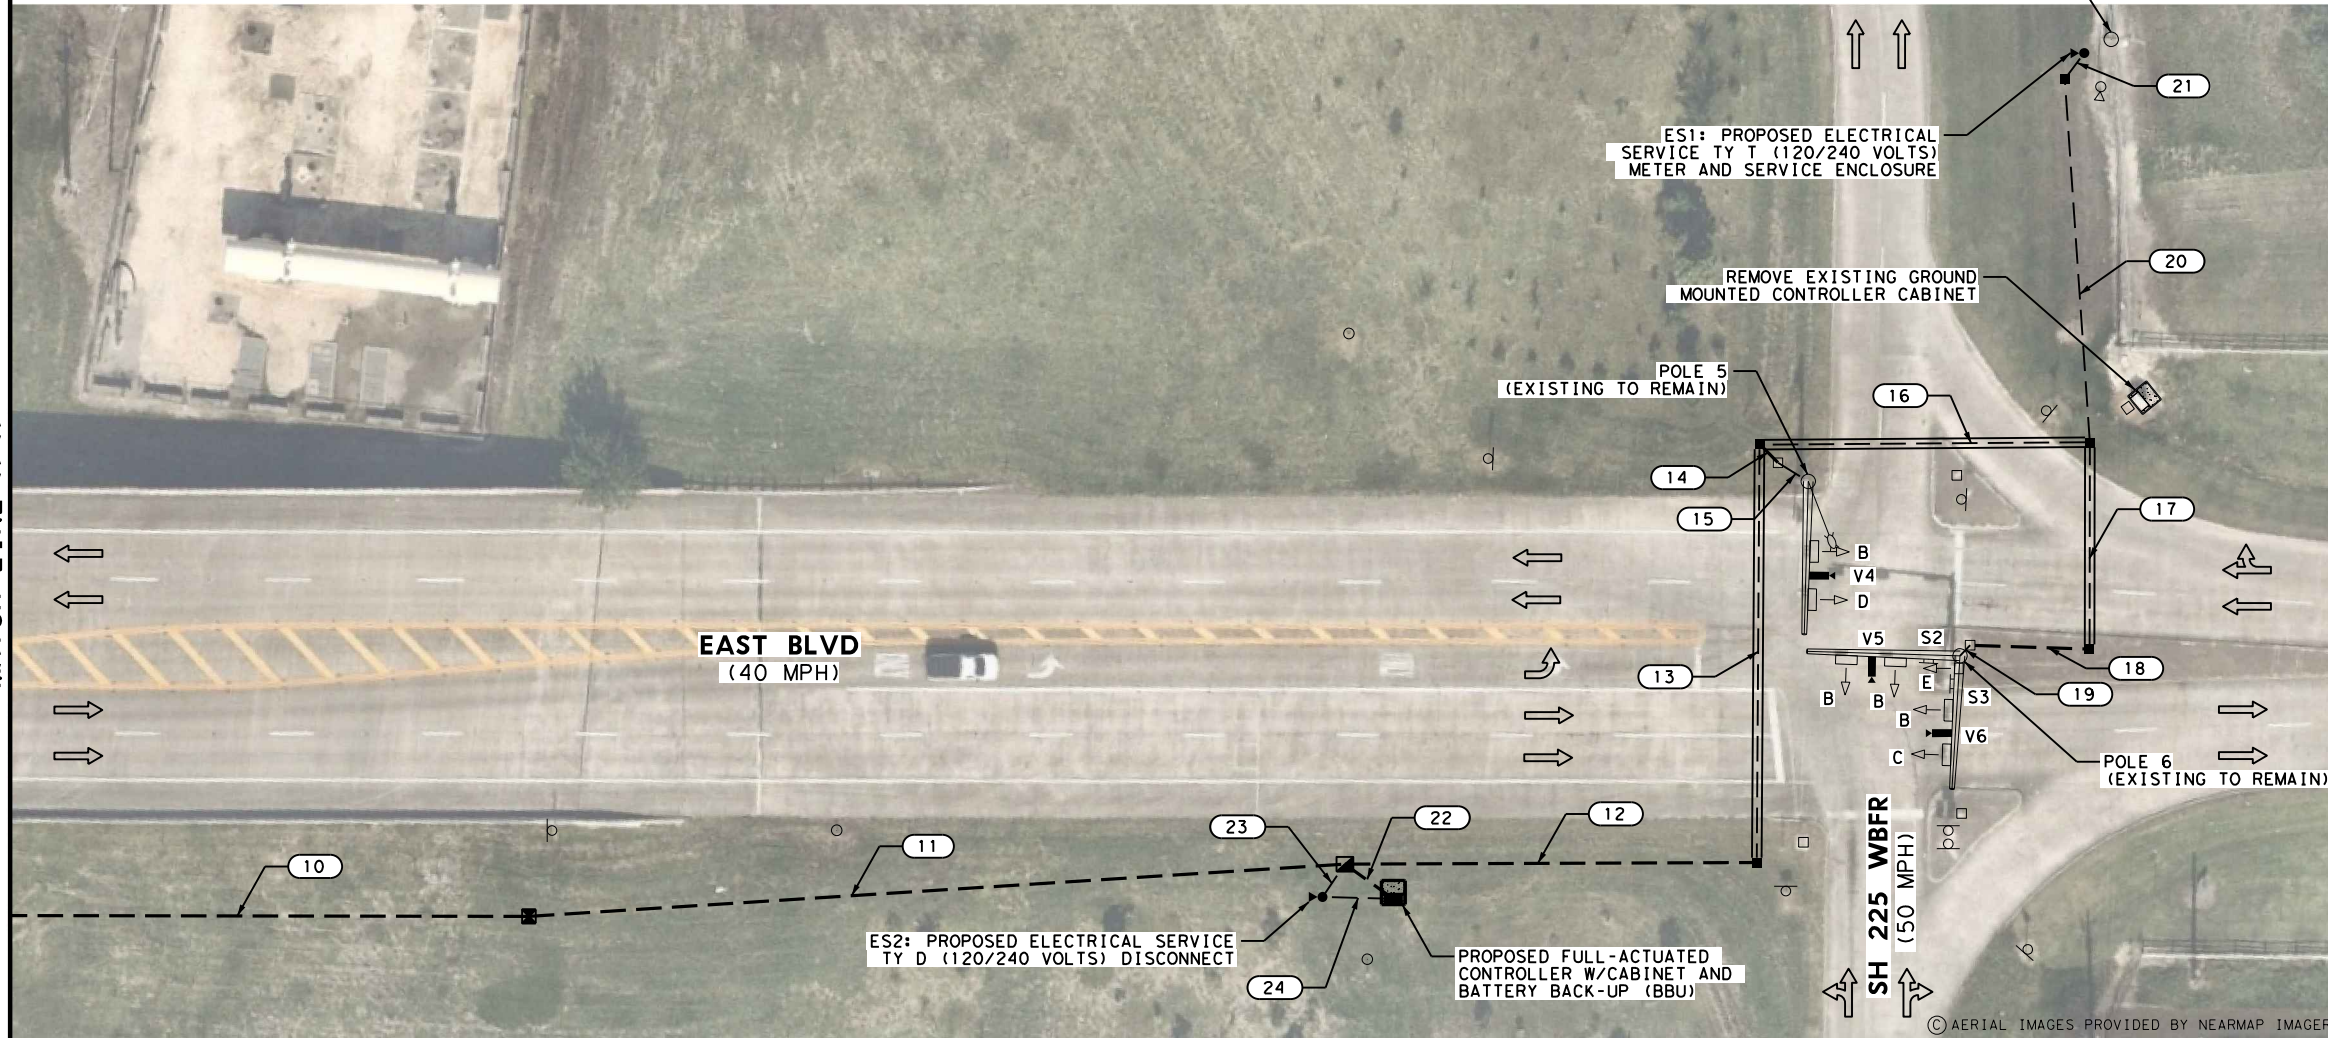 21
ES1: PROPOSED ELECTRICAL
SERVICE TY T (120/240 VOLTS)
METER AND SERVICE ENCLOSURE
20
REMOVE EXISTING GROUND
MOUNTED CONTROLLER CABINET
POLE 5
(EXISTING TO REMAIN)
16
14
15
17
B
V4
D
EAST BLVD
(40 MPH)
V5
S2
13
18
19
E
B
B
S3
B
V6
C
POLE 6
(EXISTING TO REMAIN)
23
22
12
11
10
SH 225 WBFR
(50 MPH)
ES2: PROPOSED ELECTRICAL SERVICE
TY D (120/240 VOLTS) DISCONNECT
24
PROPOSED FULL-ACTUATED
CONTROLLER W/CABINET AND
BATTERY BACK-UP (BBU)
© AERIAL IMAGES PROVIDED BY NEARMAP